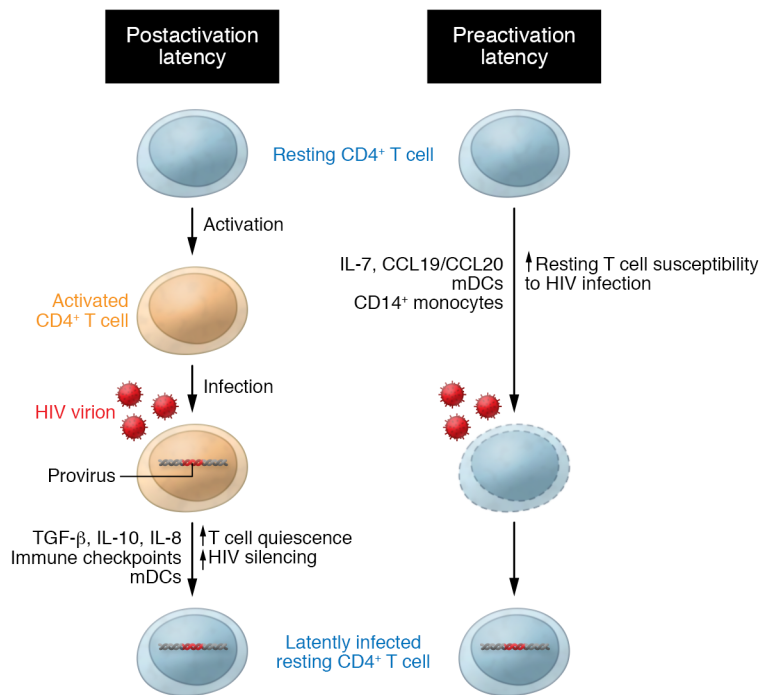 Postactivation
latency
Preactivation
latency
Resting CD4⁺ T cell
Activation
IL-7, CCL19/CCL20
mDCs
CD14⁺ monocytes
↑Resting T cell susceptibility
to HIV infection
Activated
CD4⁺ T cell
Infection
HIV virion
Provirus
TGF-β, IL-10, IL-8
Immune checkpoints
mDCs
↑T cell quiescence
↑HIV silencing
Latently infected
resting CD4⁺ T cell